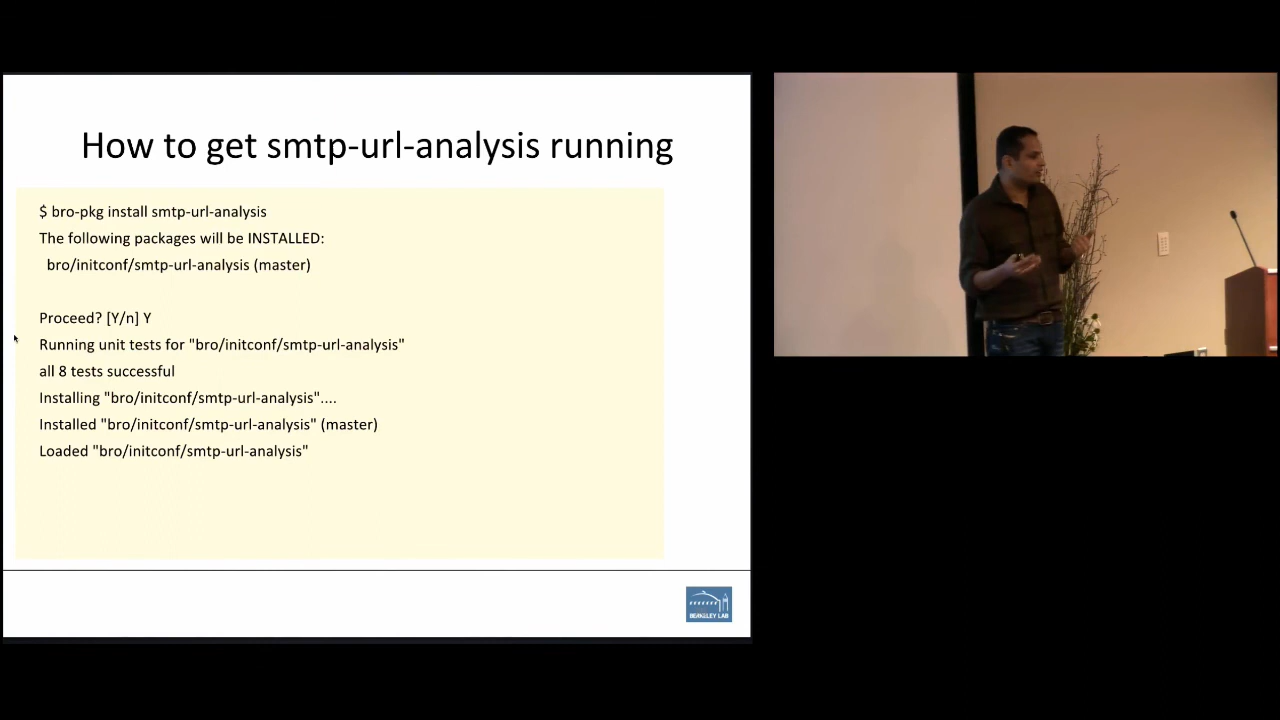 How to get smtp-url-analysis running
$ bro-pkg install smtp-url-analysis
The following packages will be INSTALLED:
bro/initconf/smtp-url-analysis (master)
Proceed? [Y/n] Y
Running unit tests for "bro/initconf/smtp-url-analysis"
all 8 tests successful
Installing "bro/initconf/smtp-url-analysis"....
Installed "bro/initconf/smtp-url-analysis" (master)
Loaded "bro/initconf/smtp-url-analysis"
BERKELEY LAB